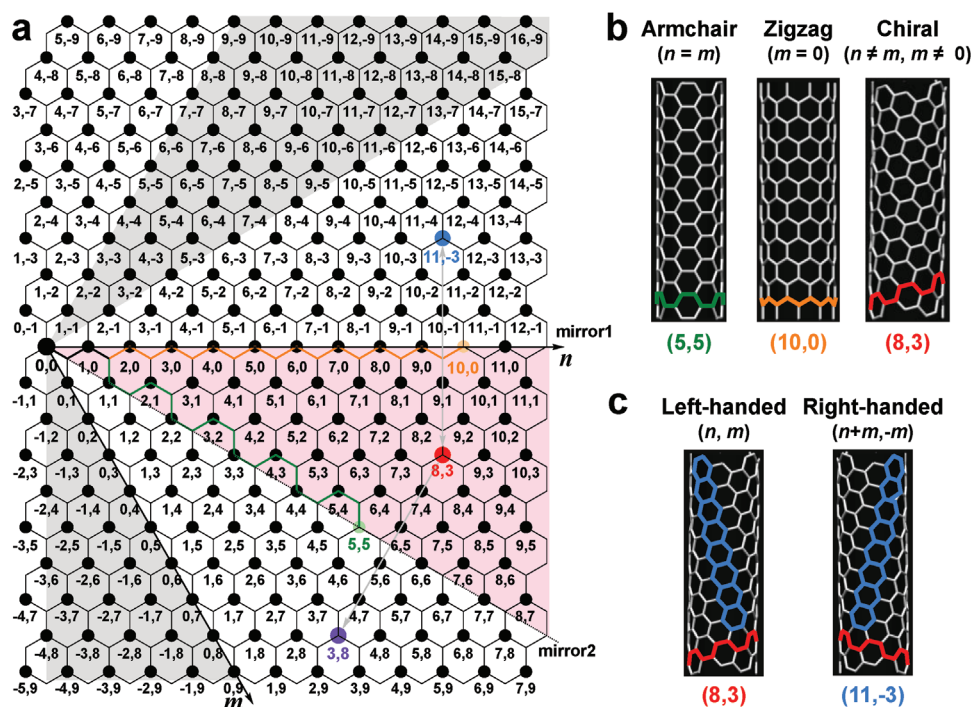 a
5,-9 6,-9 7,-9 8,-9 9,-9 10,-9 11,-9 12,-9 13,-9 14,-9 15,-9 16,-9
4,-8 5,-8 6,-8 7,-8 8,-8 9,-8 10,-8 11,-8 12,-8 13,-8 14,-8 15,-8
3,-7 4,-7 5,-7 6,-7 7,-7 8,-7 9,-7 10,-7 11,-7 12,-7 13,-7 14,-7 15,-7
3,-6 4,-6 5,-6 6,-6 7,-6 8,-6 9,-6 10,-6 11,-6 12,-6 13,-6 14,-6
2,-5 3,-5 4,-5 5,-5 6,-5 7,-5 8,-5 9,-5 10,-5 11,-5 12,-5 13,-5 14,-5
2,-4 3,-4 4,-4 5,-4 6,-4 7,-4 8,-4 9,-4 10,-4 11,-4 12,-4 13,-4
1,-3 2,-3 3,-3 4,-3 5,-3 6,-3 7,-3 8,-3 9,-3 10,-3 11,-3 12,-3 13,-3
1,-2 2,-2 3,-2 4,-2 5,-2 6,-2 7,-2 8,-2 9,-2 10,-2 11,-2 12,-2
0,-1 1,-1 2,-1 3,-1 4,-1 5,-1 6,-1 7,-1 8,-1 9,-1 10,-1 11,-1 12,-1
mirror1
n
0,0 1,0 2,0 3,0 4,0 5,0 6,0 7,0 8,0 9,0 10,0 11,0
-1,1 0,1 1,1 2,1 3,1 4,1 5,1 6,1 7,1 8,1 9,1 10,1 11,1
-1,2 0,2 1,2 2,2 3,2 4,2 5,2 6,2 7,2 8,2 9,2 10,2
-2,3 -1,3 0,3 1,3 2,3 3,3 4,3 5,3 6,3 7,3 8,3 9,3 10,3
-2,4 -1,4 0,4 1,4 2,4 3,4 4,4 5,4 6,4 7,4 8,4 9,4
-3,5 -2,5 -1,5 0,5 1,5 2,5 3,5 4,5 5,5 6,5 7,5 8,5 9,5
-3,6 -2,6 -1,6 0,6 1,6 2,6 3,6 4,6 5,6 6,6 7,6 8,6
-4,7 -3,7 -2,7 -1,7 0,7 1,7 2,7 3,7 4,7 5,7 6,7 7,7 8,7
-4,8 -3,8 -2,8 -1,8 0,8 1,8 2,8 3,8 4,8 5,8 6,8 7,8
mirror2
-5,9 -4,9 -3,9 -2,9 -1,9 0,9 1,9 2,9 3,9 4,9 5,9 6,9 7,9
m
b
Armchair
(n = m)
(5,5)
Zigzag
(m = 0)
(10,0)
Chiral
(n ≠ m, m ≠ 0)
(8,3)
c
Left-handed
(n, m)
(8,3)
Right-handed
(n+m,-m)
(11,-3)